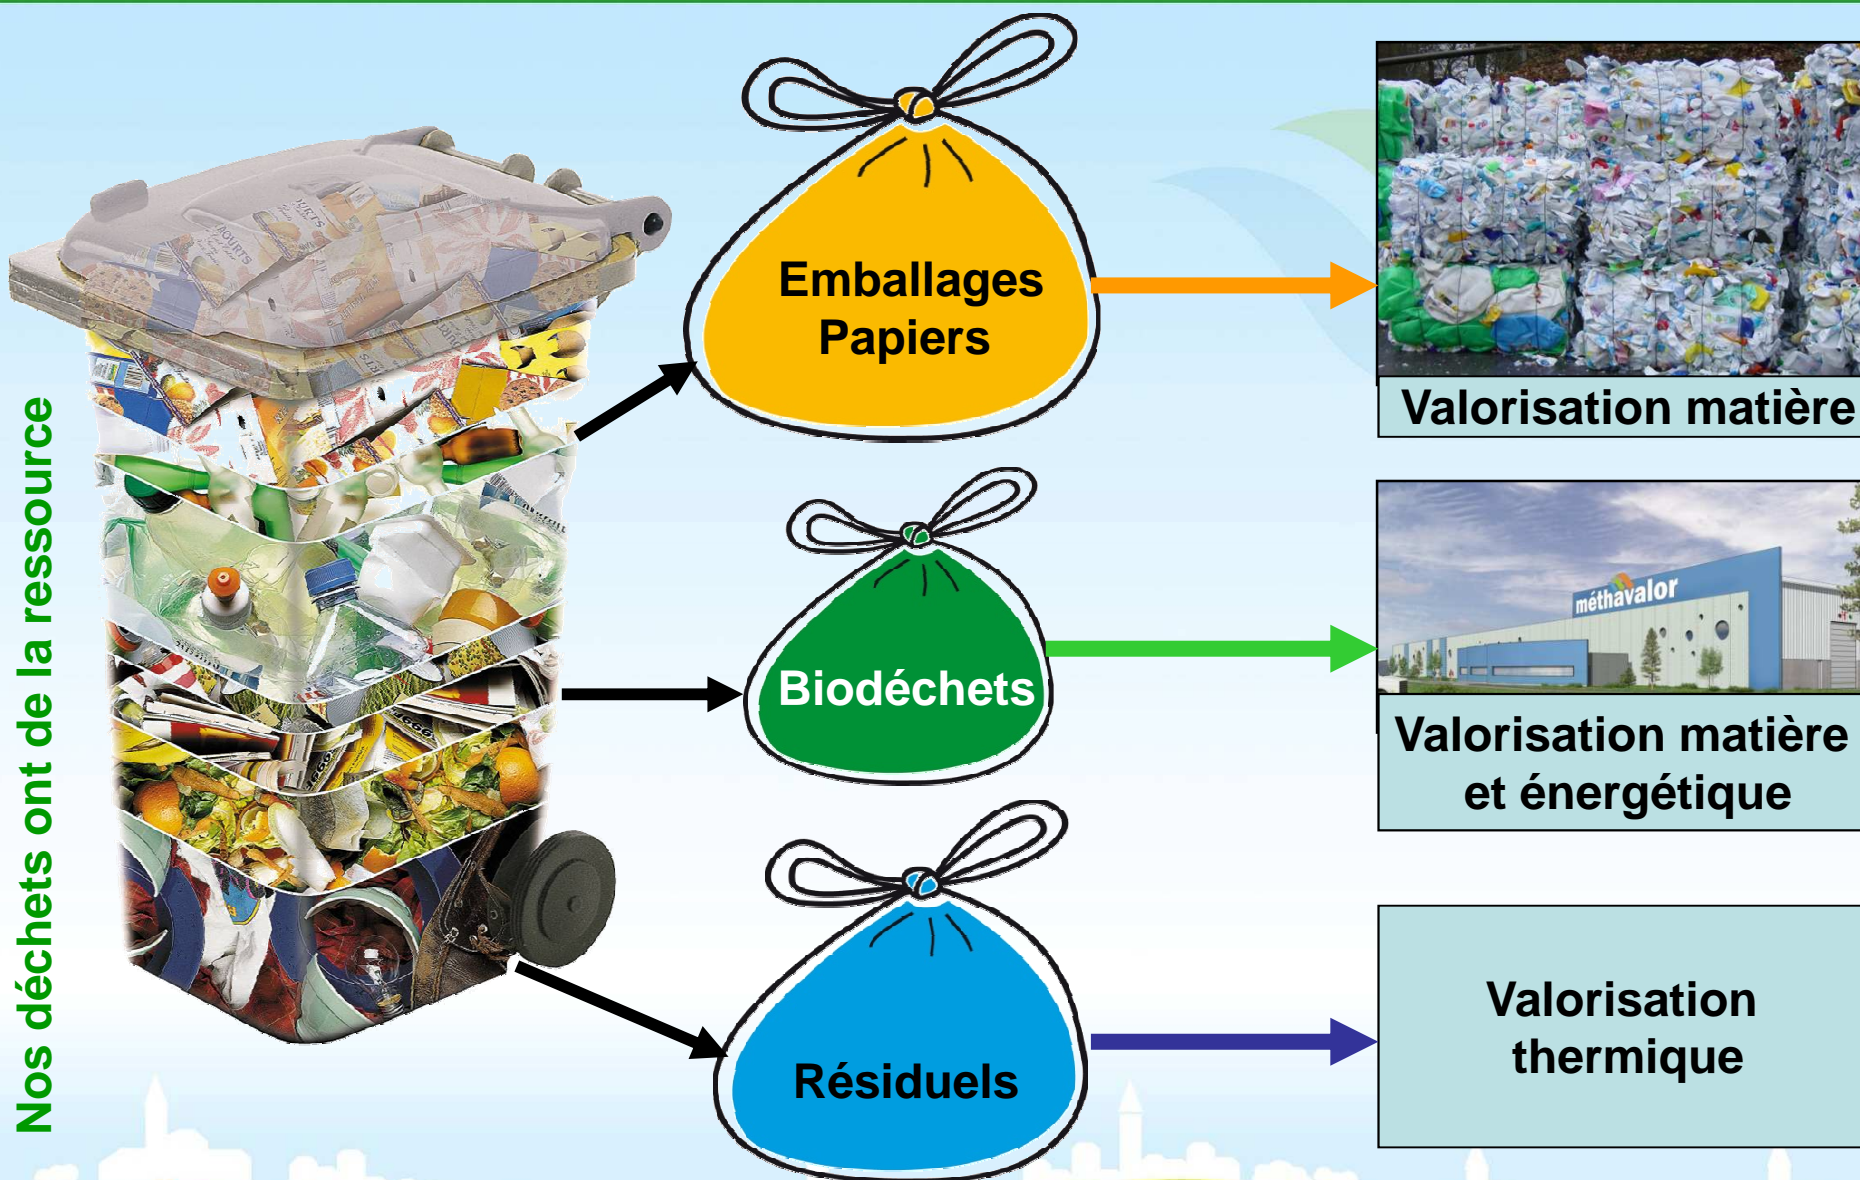 Nos déchets ont de la ressource
Emballages
Papiers
Valorisation matière
méthavalor
Biodéchets
Valorisation matière
et énergétique
Résiduels
Valorisation
thermique